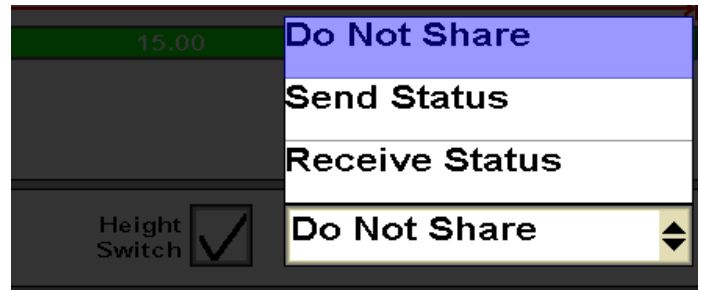 15.00
Do Not Share
Send Status
Receive Status
Height
Switch
Do Not Share